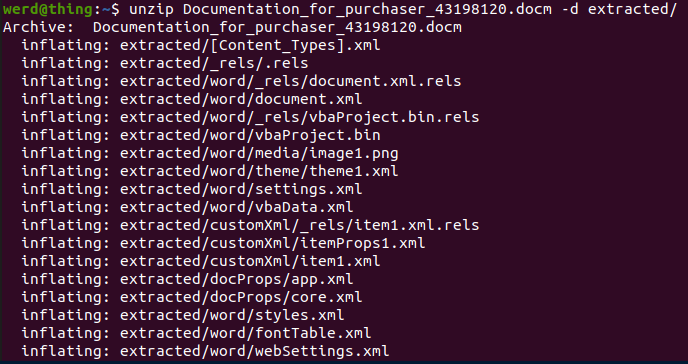 werd@thing:~$ unzip Documentation_for_purchaser_43198120.docm -d extracted/
Archive:  Documentation_for_purchaser_43198120.docm
  inflating: extracted/[Content_Types].xml
  inflating: extracted/_rels/.rels
  inflating: extracted/word/_rels/document.xml.rels
  inflating: extracted/word/document.xml
  inflating: extracted/word/_rels/vbaProject.bin.rels
  inflating: extracted/word/vbaProject.bin
  inflating: extracted/word/media/image1.png
  inflating: extracted/word/theme/theme1.xml
  inflating: extracted/word/settings.xml
  inflating: extracted/word/vbaData.xml
  inflating: extracted/customXml/_rels/item1.xml.rels
  inflating: extracted/customXml/itemProps1.xml
  inflating: extracted/customXml/item1.xml
  inflating: extracted/docProps/app.xml
  inflating: extracted/docProps/core.xml
  inflating: extracted/word/styles.xml
  inflating: extracted/word/fontTable.xml
  inflating: extracted/word/webSettings.xml